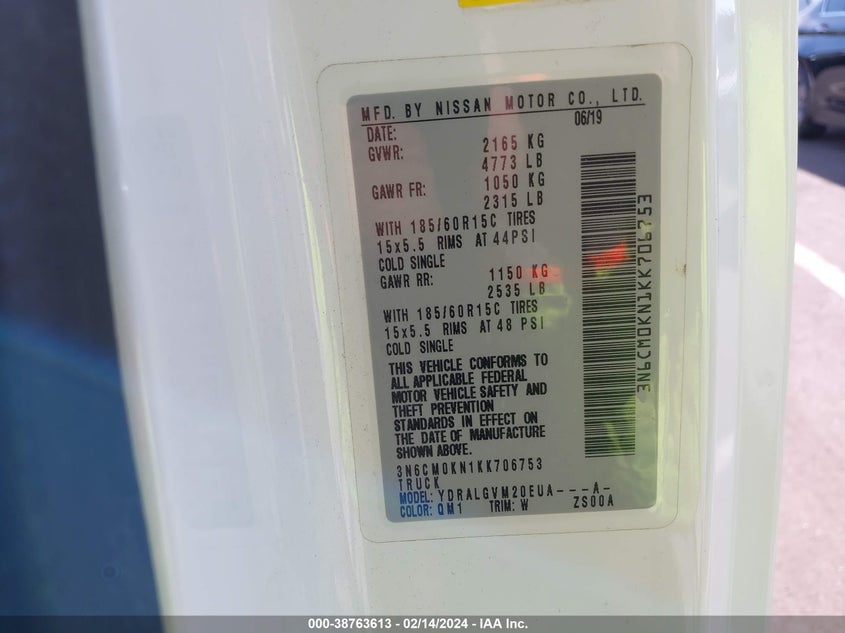 MFD. BY NISSAN MOTOR CO., LTD.
DATE: 06/19
GVWR: 2165 KG
4773 LB
GAWR FR: 1050 KG
2315 LB
WITH 185/60R15C TIRES
15x5.5 RIMS AT 44PSI
COLD SINGLE
GAWR RR: 1150 KG
2535 LB
WITH 185/60R15C TIRES
15x5.5 RIMS AT 48 PSI
COLD SINGLE
THIS VEHICLE CONFORMS TO
ALL APPLICABLE FEDERAL
MOTOR VEHICLE SAFETY AND
THEFT PREVENTION
STANDARDS IN EFFECT ON
THE DATE OF MANUFACTURE
SHOWN ABOVE.
3N6CM0KN1KK706753
TRUCK
MODEL: YDRALGVM20EUA---A-
COLOR: QM1 TRIM: W ZS00A
3N6CM0KN1KK706753
000-38763613 - 02/14/2024 - IAA Inc.